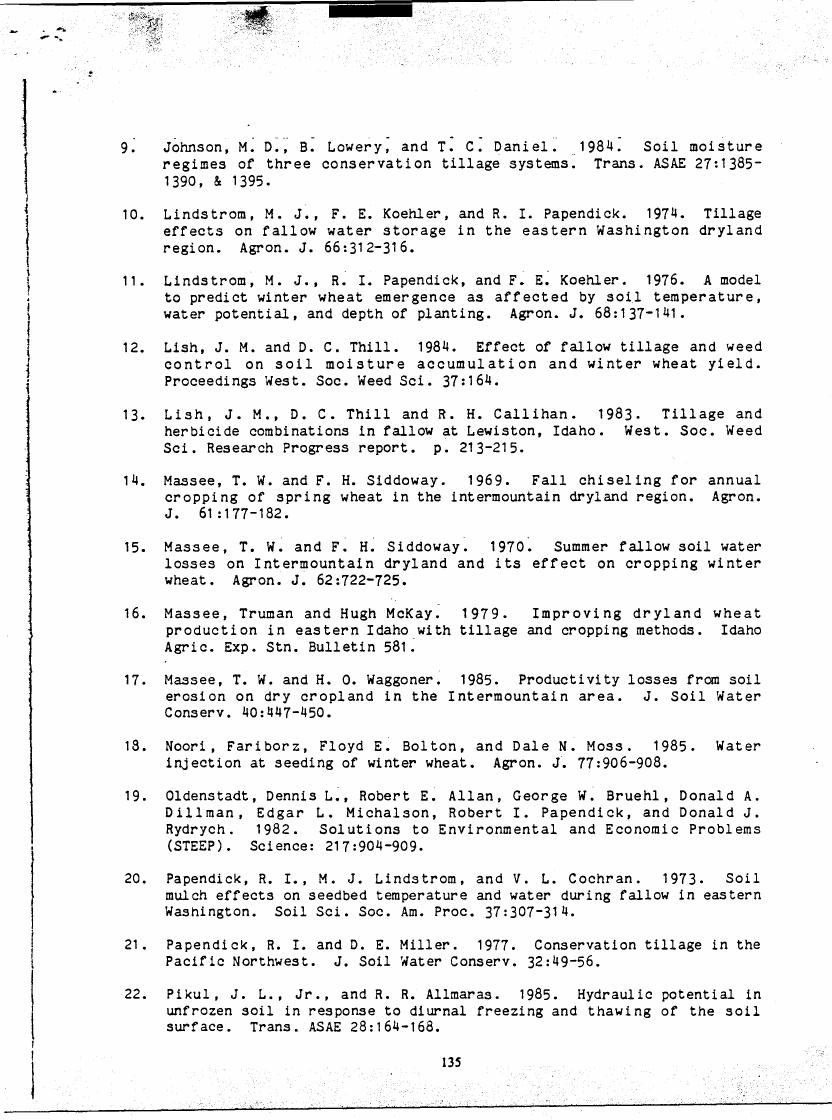 9. Johnson, M. D., B. Lowery, and T. C. Daniel. 1984. Soil moisture
regimes of three conservation tillage systems. Trans. ASAE 27:1385-
1390, & 1395.
10. Lindstrom, M. J., F. E. Koehler, and R. I. Papendick. 1974. Tillage
effects on fallow water storage in the eastern Washington dryland
region. Agron. J. 66:312-316.
11. Lindstrom, M. J., R. I. Papendick, and F. E. Koehler. 1976. A model
to predict winter wheat emergence as affected by soil temperature,
water potential, and depth of planting. Agron. J. 68:137-141.
12. Lish, J. M. and D. C. Thill. 1984. Effect of fallow tillage and weed
control on soil moisture accumulation and winter wheat yield.
Proceedings West. Soc. Weed Sci. 37:164.
13. Lish, J. M., D. C. Thill and R. H. Callihan. 1983. Tillage and
herbicide combinations in fallow at Lewiston, Idaho. West. Soc. Weed
Sci. Research Progress report. p. 213-215.
14. Massee, T. W. and F. H. Siddoway. 1969. Fall chiseling for annual
cropping of spring wheat in the intermountain dryland region. Agron.
J. 61:177-182.
15. Massee, T. W. and F. H. Siddoway. 1970. Summer fallow soil water
losses on Intermountain dryland and its effect on cropping winter
wheat. Agron. J. 62:722-725.
16. Massee, Truman and Hugh McKay. 1979. Improving dryland wheat
production in eastern Idaho with tillage and cropping methods. Idaho
Agric. Exp. Stn. Bulletin 581.
17. Massee, T. W. and H. O. Waggoner. 1985. Productivity losses from soil
erosion on dry cropland in the Intermountain area. J. Soil Water
Conserv. 40:447-450.
18. Noori, Fariborz, Floyd E. Bolton, and Dale N. Moss. 1985. Water
injection at seeding of winter wheat. Agron. J. 77:906-908.
19. Oldenstadt, Dennis L., Robert E. Allan, George W. Bruehl, Donald A.
Dillman, Edgar L. Michalson, Robert I. Papendick, and Donald J.
Rydrych. 1982. Solutions to Environmental and Economic Problems
(STEEP). Science: 217:904-909.
20. Papendick, R. I., M. J. Lindstrom, and V. L. Cochran. 1973. Soil
mulch effects on seedbed temperature and water during fallow in eastern
Washington. Soil Sci. Soc. Am. Proc. 37:307-314.
21. Papendick, R. I. and D. E. Miller. 1977. Conservation tillage in the
Pacific Northwest. J. Soil Water Conserv. 32:49-56.
22. Pikul, J. L., Jr., and R. R. Allmaras. 1985. Hydraulic potential in
unfrozen soil in response to diurnal freezing and thawing of the soil
surface. Trans. ASAE 28:164-168.
135